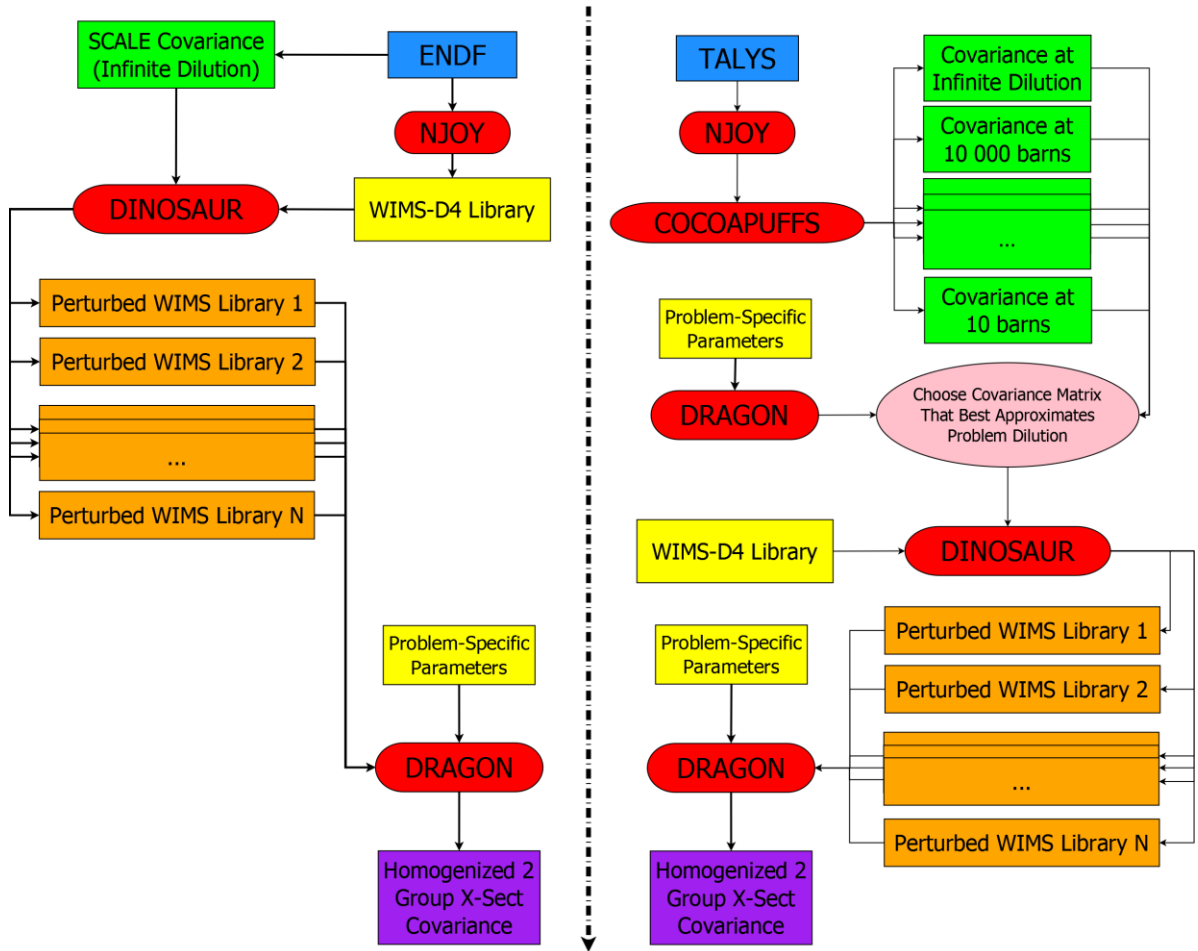 SCALE Covariance
(Infinite Dilution)
ENDF
NJOY
DINOSAUR
WIMS-D4 Library
Perturbed WIMS Library 1
Perturbed WIMS Library 2
...
Perturbed WIMS Library N
Problem-Specific
Parameters
DRAGON
Homogenized 2
Group X-Sect
Covariance
TALYS
NJOY
COCOAPUFFS
Covariance at
Infinite Dilution
Covariance at
10 000 barns
...
Covariance at
10 barns
Problem-Specific
Parameters
DRAGON
Choose Covariance Matrix
That Best Approximates
Problem Dilution
WIMS-D4 Library
DINOSAUR
Perturbed WIMS Library 1
Perturbed WIMS Library 2
...
Perturbed WIMS Library N
Problem-Specific
Parameters
DRAGON
Homogenized 2
Group X-Sect
Covariance